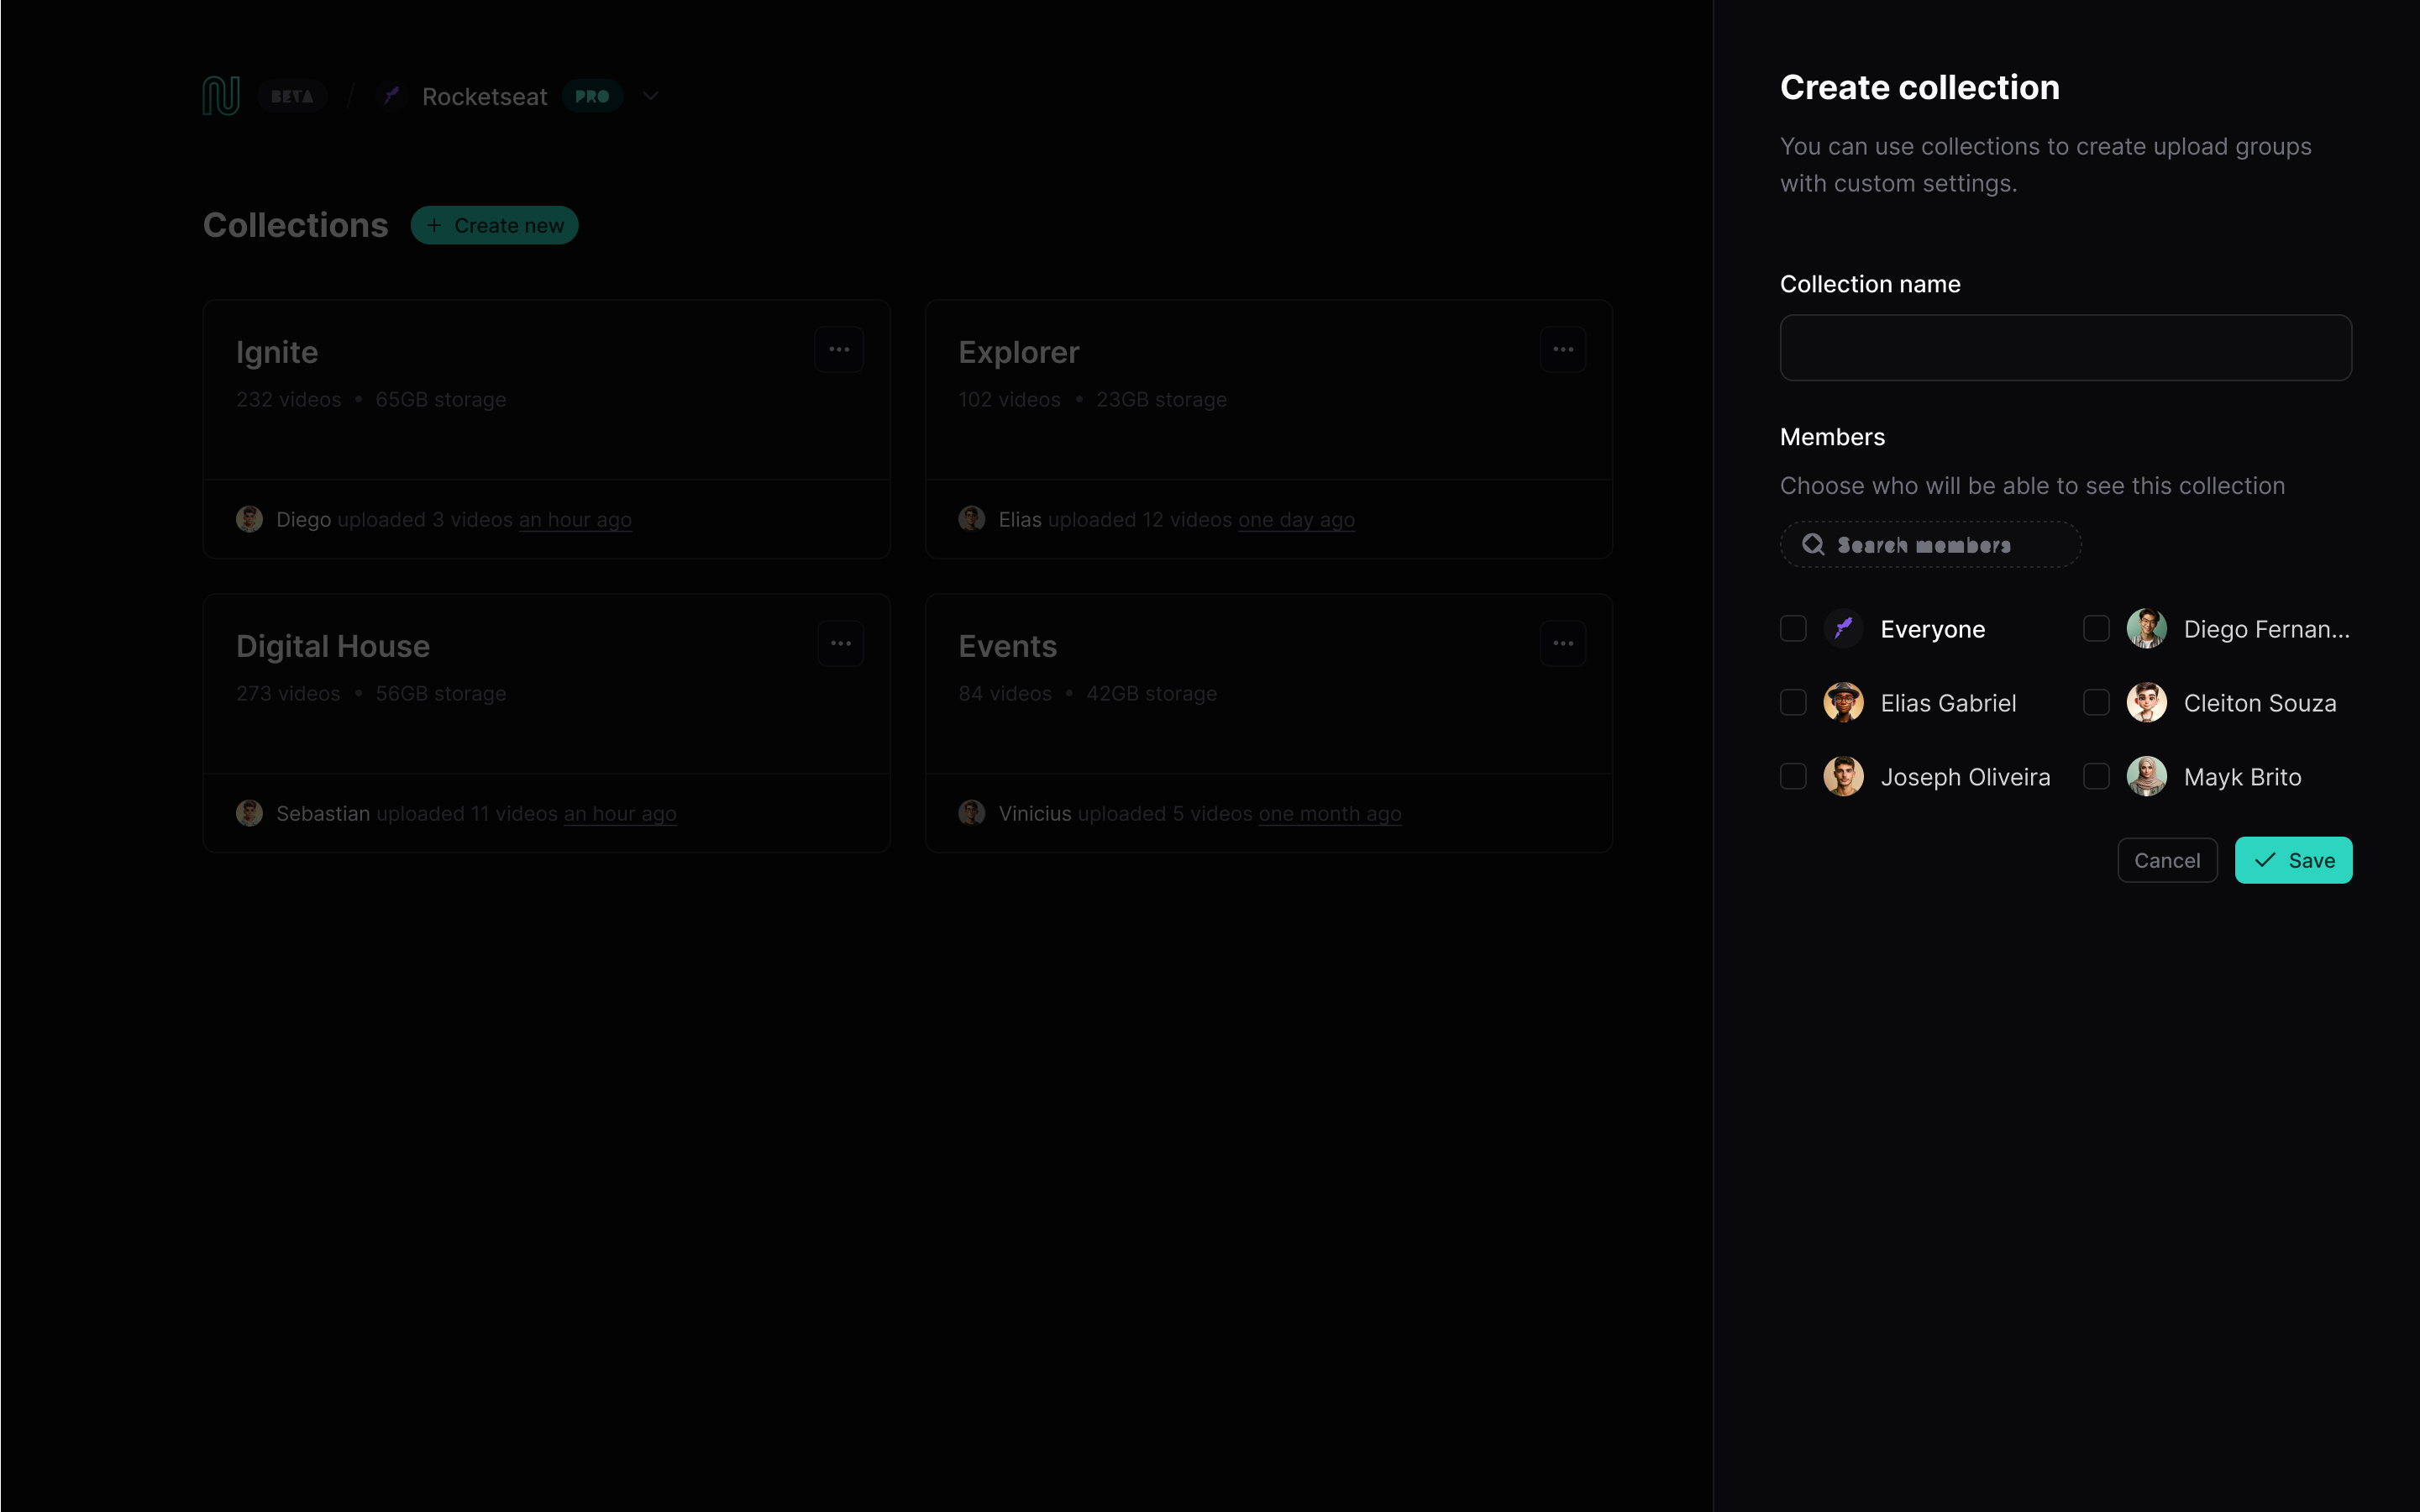 BETA / Rocketseat PRO
Collections
+ Create new
Ignite
232 videos • 65GB storage
Diego uploaded 3 videos an hour ago
Explorer
102 videos • 23GB storage
Elias uploaded 12 videos one day ago
Digital House
273 videos • 56GB storage
Sebastian uploaded 11 videos an hour ago
Events
84 videos • 42GB storage
Vinicius uploaded 5 videos one month ago
Create collection
You can use collections to create upload groups
with custom settings.
Collection name
Members
Choose who will be able to see this collection
Search members
Everyone
Diego Fernan...
Elias Gabriel
Cleiton Souza
Joseph Oliveira
Mayk Brito
Cancel
Save